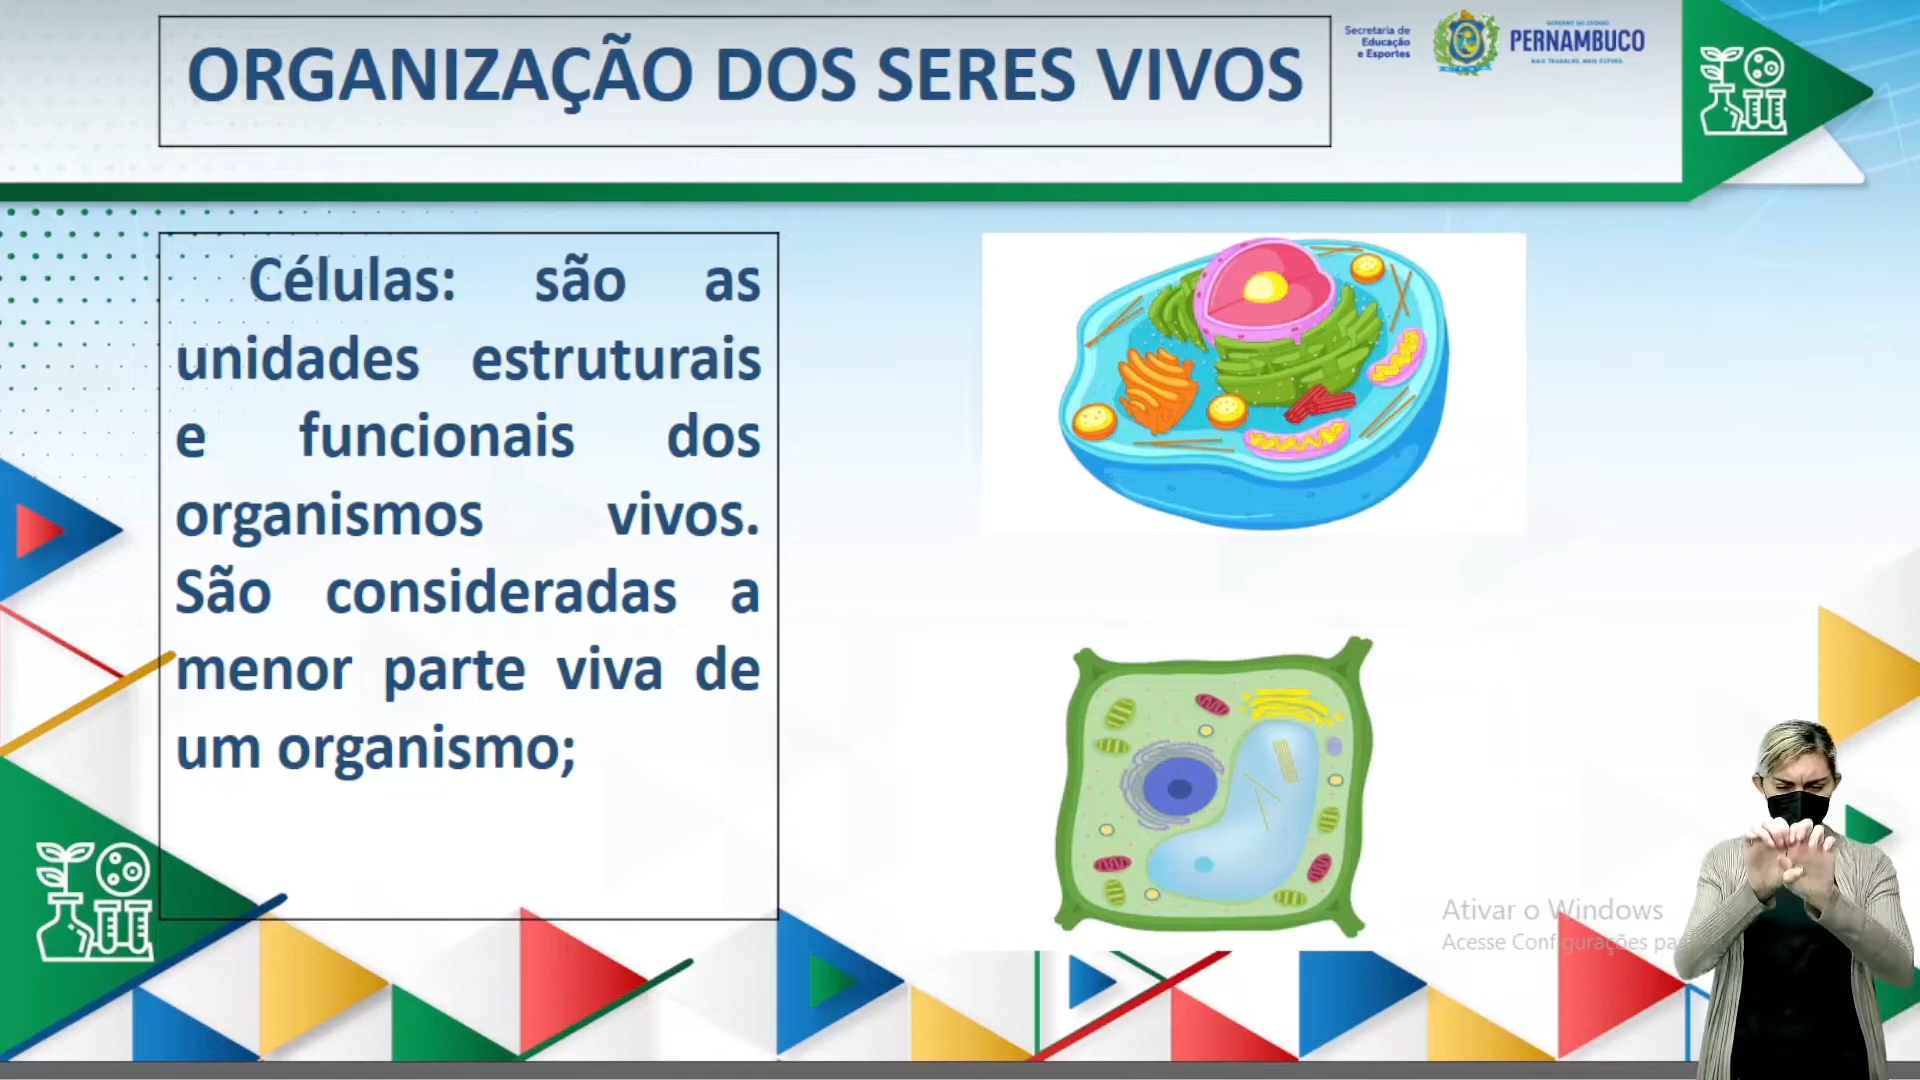 ORGANIZAÇÃO DOS SERES VIVOS
Secretaria de
Educação
e Esportes
GOVERNO DO ESTADO
PERNAMBUCO
MAIS TRABALHO, MAIS FUTURO.
Células: são as
unidades estruturais
e funcionais dos
organismos vivos.
São consideradas a
menor parte viva de
um organismo;
Ativar o Windows
Acesse Configurações pa